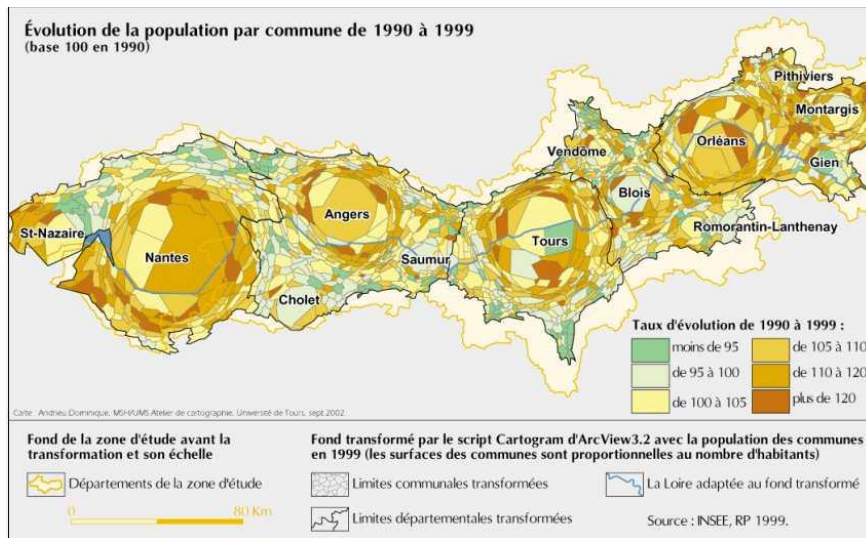 Évolution de la population par commune de 1990 à 1999
(base 100 en 1990)
Pithiviers
Montargis
Orléans
Vendôme
Gien
Blois
Angers
St-Nazaire
Romorantin-Lanthenay
Tours
Nantes
Saumur
Cholet
Taux d'évolution de 1990 à 1999 :
moins de 95
de 95 à 100
de 100 à 105
de 105 à 110
de 110 à 120
plus de 120
Carte Andrieu Dominique, MSH/UMS Atelier de cartographie, Université de Tours, sept.2002.
Fond de la zone d'étude avant la
transformation et son échelle
Départements de la zone d'étude
0 80 Km.
Fond transformé par le script Cartogram d'ArcView3.2 avec la population des communes
en 1999 (les surfaces des communes sont proportionnelles au nombre d'habitants)
Limites communales transformées
Limites départementales transformées
La Loire adaptée au fond transformé
Source : INSEE, RP 1999.